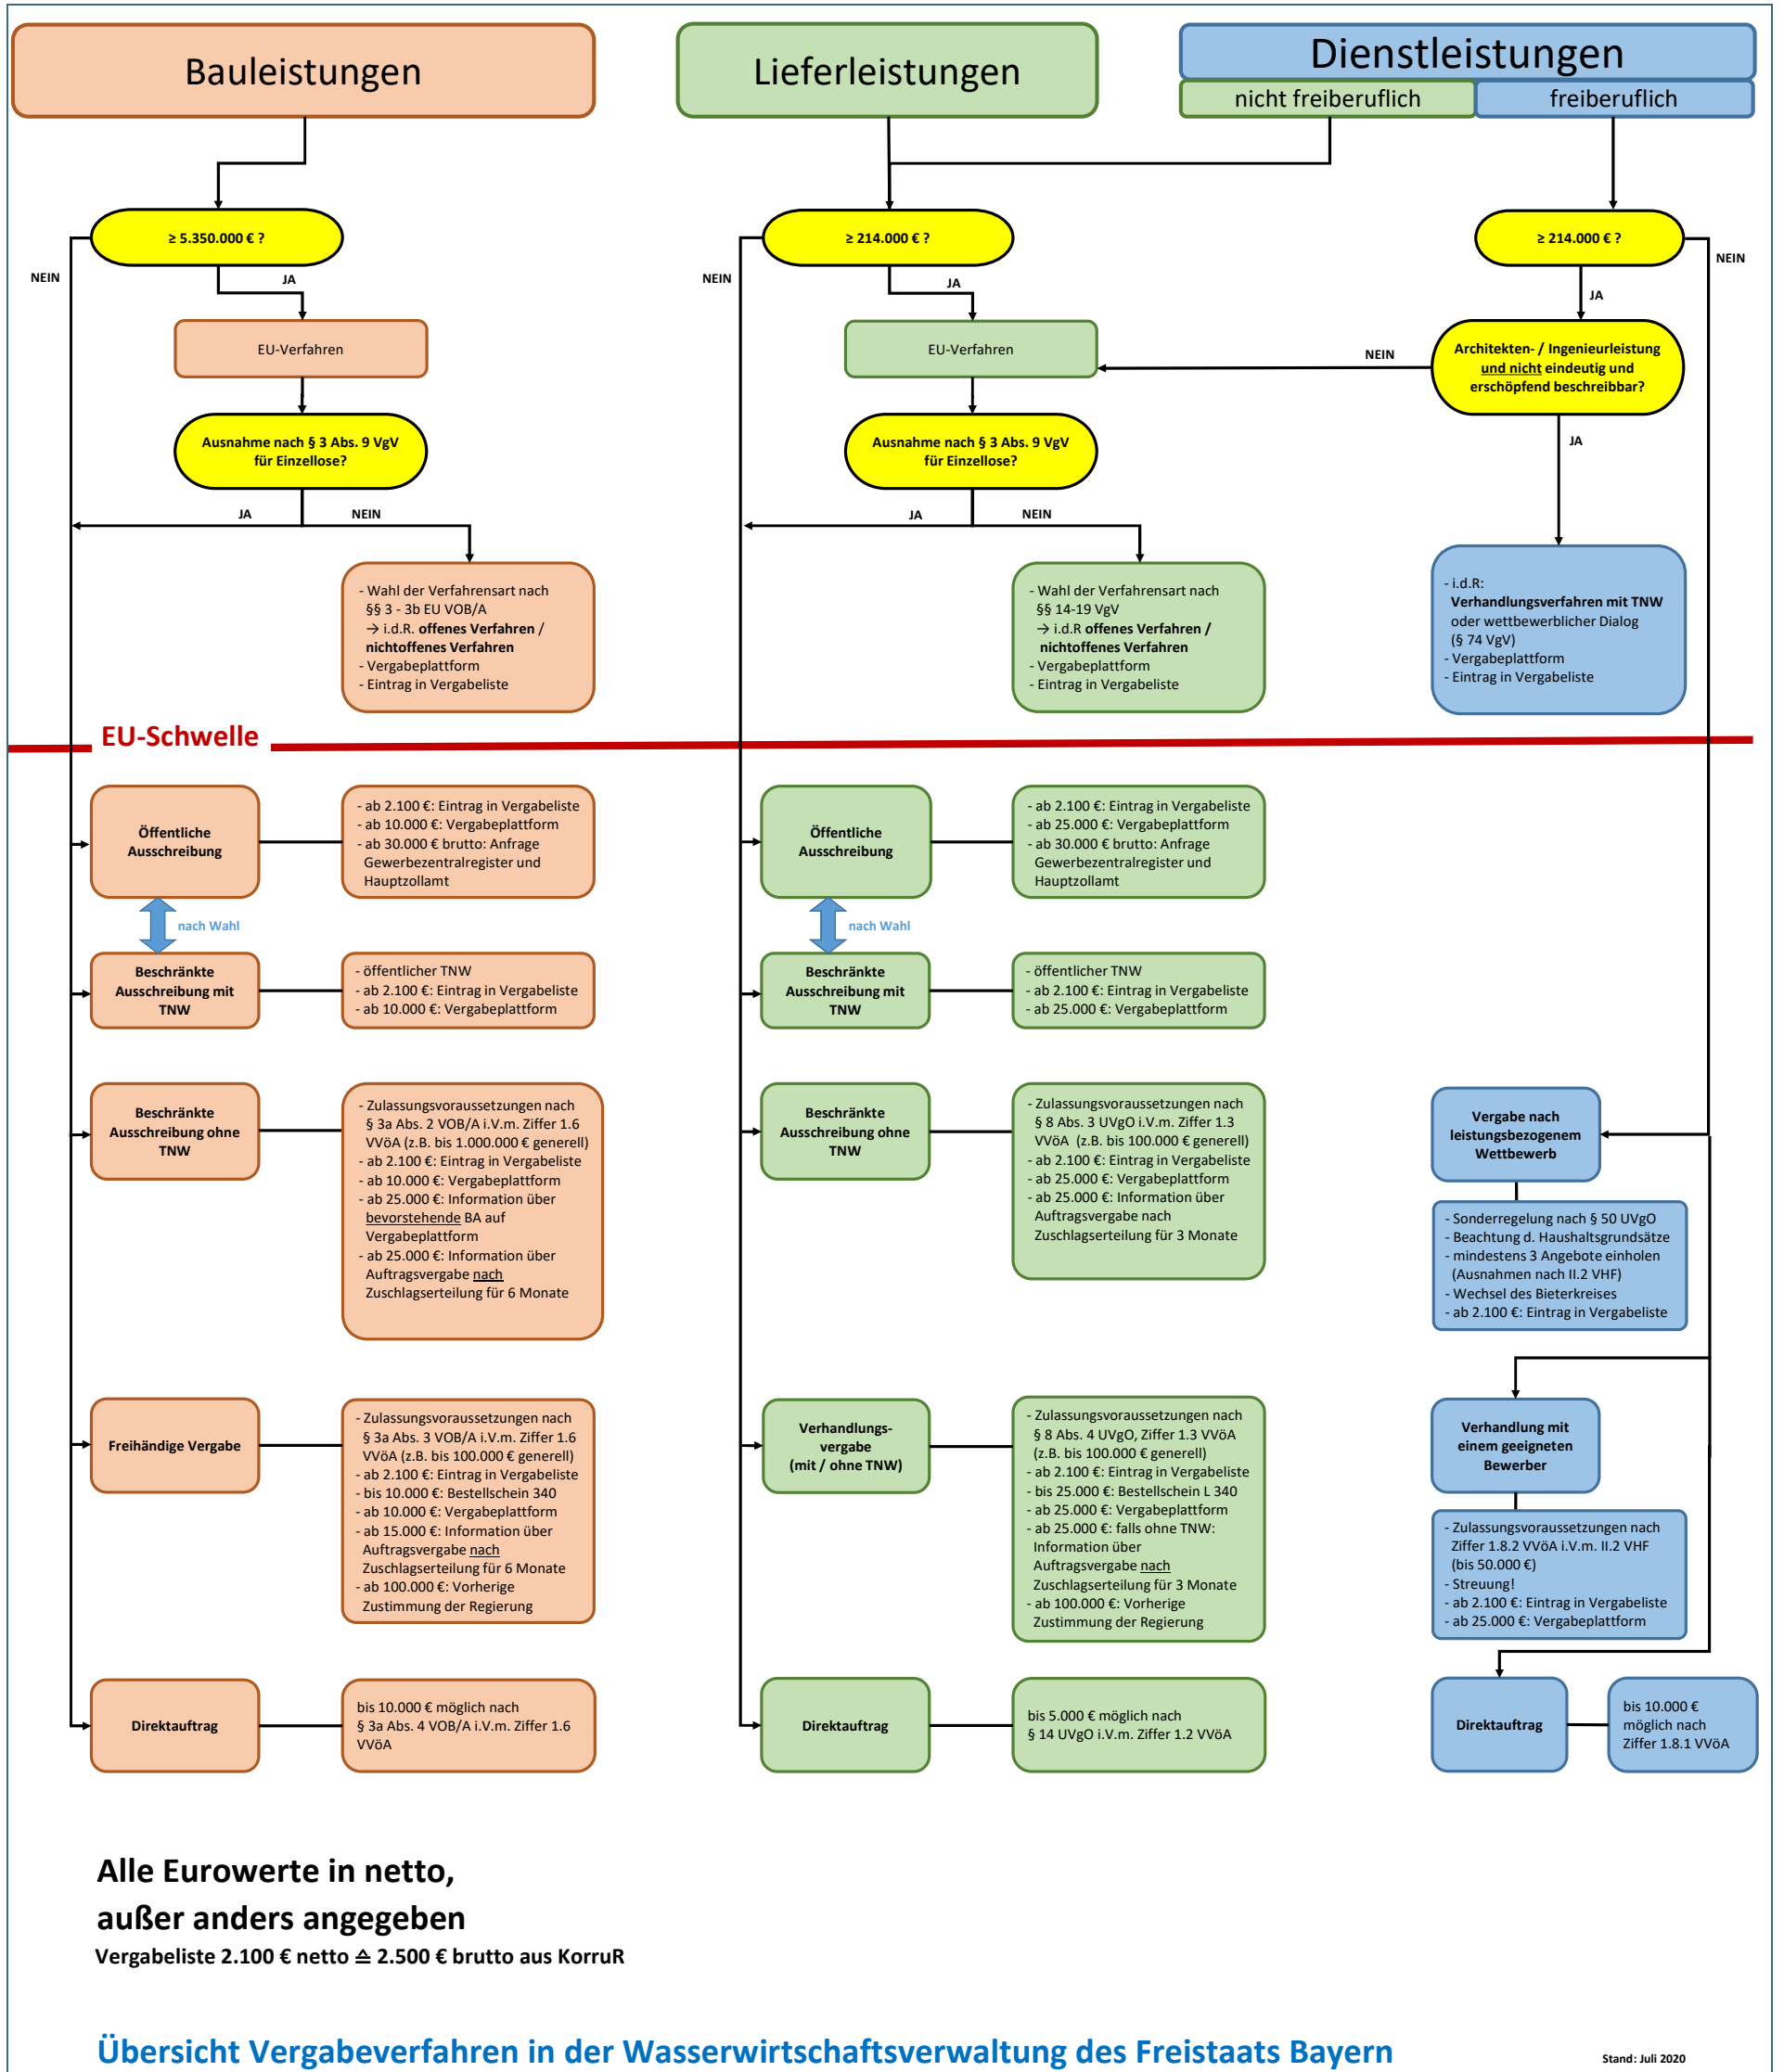 Bauleistungen
Lieferleistungen
Dienstleistungen
nicht freiberuflich
freiberuflich
≥ 5.350.000 € ?
NEIN
JA
EU-Verfahren
Ausnahme nach § 3 Abs. 9 VgV
für Einzellose?
JA
NEIN
- Wahl der Verfahrensart nach
§§ 3 - 3b EU VOB/A
→ i.d.R. offenes Verfahren /
nichtoffenes Verfahren
- Vergabeplattform
- Eintrag in Vergabeliste
≥ 214.000 € ?
NEIN
JA
EU-Verfahren
Ausnahme nach § 3 Abs. 9 VgV
für Einzellose?
JA
NEIN
- Wahl der Verfahrensart nach
§§ 14-19 VgV
→ i.d.R offenes Verfahren /
nichtoffenes Verfahren
- Vergabeplattform
- Eintrag in Vergabeliste
≥ 214.000 € ?
NEIN
JA
Architekten- / Ingenieurleistung
und nicht eindeutig und
erschöpfend beschreibbar?
NEIN
JA
- i.d.R:
Verhandlungsverfahren mit TNW
oder wettbewerblicher Dialog
(§ 74 VgV)
- Vergabeplattform
- Eintrag in Vergabeliste
EU-Schwelle
Öffentliche
Ausschreibung
- ab 2.100 €: Eintrag in Vergabeliste
- ab 10.000 €: Vergabeplattform
- ab 30.000 € brutto: Anfrage
Gewerbezentralregister und
Hauptzollamt
nach Wahl
Beschränkte
Ausschreibung mit
TNW
- öffentlicher TNW
- ab 2.100 €: Eintrag in Vergabeliste
- ab 10.000 €: Vergabeplattform
Beschränkte
Ausschreibung ohne
TNW
- Zulassungsvoraussetzungen nach
§ 3a Abs. 2 VOB/A i.V.m. Ziffer 1.6
VVöA (z.B. bis 1.000.000 € generell)
- ab 2.100 €: Eintrag in Vergabeliste
- ab 10.000 €: Vergabeplattform
- ab 25.000 €: Information über
bevorstehende BA auf
Vergabeplattform
- ab 25.000 €: Information über
Auftragsvergabe nach
Zuschlagserteilung für 6 Monate
Freihändige Vergabe
- Zulassungsvoraussetzungen nach
§ 3a Abs. 3 VOB/A i.V.m. Ziffer 1.6
VVöA (z.B. bis 100.000 € generell)
- ab 2.100 €: Eintrag in Vergabeliste
- bis 10.000 €: Bestellschein 340
- ab 10.000 €: Vergabeplattform
- ab 15.000 €: Information über
Auftragsvergabe nach
Zuschlagserteilung für 6 Monate
- ab 100.000 €: Vorherige
Zustimmung der Regierung
Direktauftrag
bis 10.000 € möglich nach
§ 3a Abs. 4 VOB/A i.V.m. Ziffer 1.6
VVöA
Öffentliche
Ausschreibung
- ab 2.100 €: Eintrag in Vergabeliste
- ab 25.000 €: Vergabeplattform
- ab 30.000 € brutto: Anfrage
Gewerbezentralregister und
Hauptzollamt
nach Wahl
Beschränkte
Ausschreibung mit
TNW
- öffentlicher TNW
- ab 2.100 €: Eintrag in Vergabeliste
- ab 25.000 €: Vergabeplattform
Beschränkte
Ausschreibung ohne
TNW
- Zulassungsvoraussetzungen nach
§ 8 Abs. 3 UVgO i.V.m. Ziffer 1.3
VVöA (z.B. bis 100.000 € generell)
- ab 2.100 €: Eintrag in Vergabeliste
- ab 25.000 €: Vergabeplattform
- ab 25.000 €: Information über
Auftragsvergabe nach
Zuschlagserteilung für 3 Monate
Verhandlungs-
vergabe
(mit / ohne TNW)
- Zulassungsvoraussetzungen nach
§ 8 Abs. 4 UVgO, Ziffer 1.3 VVöA
(z.B. bis 100.000 € generell)
- ab 2.100 €: Eintrag in Vergabeliste
- bis 25.000 €: Bestellschein L 340
- ab 25.000 €: Vergabeplattform
- ab 25.000 €: falls ohne TNW:
Information über
Auftragsvergabe nach
Zuschlagserteilung für 3 Monate
- ab 100.000 €: Vorherige
Zustimmung der Regierung
Direktauftrag
bis 5.000 € möglich nach
§ 14 UVgO i.V.m. Ziffer 1.2 VVöA
Vergabe nach
leistungsbezogenem
Wettbewerb
- Sonderregelung nach § 50 UVgO
- Beachtung d. Haushaltsgrundsätze
- mindestens 3 Angebote einholen
(Ausnahmen nach II.2 VHF)
- Wechsel des Bieterkreises
- ab 2.100 €: Eintrag in Vergabeliste
Verhandlung mit
einem geeigneten
Bewerber
- Zulassungsvoraussetzungen nach
Ziffer 1.8.2 VVöA i.V.m. II.2 VHF
(bis 50.000 €)
- Streuung!
- ab 2.100 €: Eintrag in Vergabeliste
- ab 25.000 €: Vergabeplattform
Direktauftrag
bis 10.000 €
möglich nach
Ziffer 1.8.1 VVöA
Alle Eurowerte in netto,
außer anders angegeben
Vergabeliste 2.100 € netto ≙ 2.500 € brutto aus KorruR
Übersicht Vergabeverfahren in der Wasserwirtschaftsverwaltung des Freistaats Bayern
Stand: Juli 2020